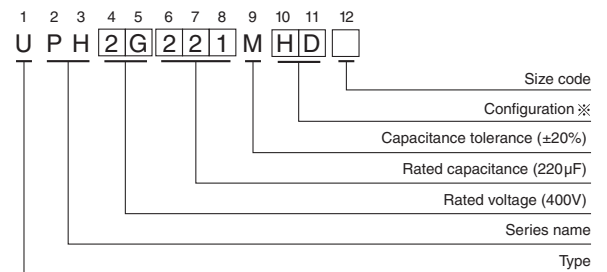 1 2 3 4 5 6 7 8 9 10 11 12
U P H 2 G 2 2 1 M H D
Size code
Configuration ※
Capacitance tolerance (±20%)
Rated capacitance (220µF)
Rated voltage (400V)
Series name
Type